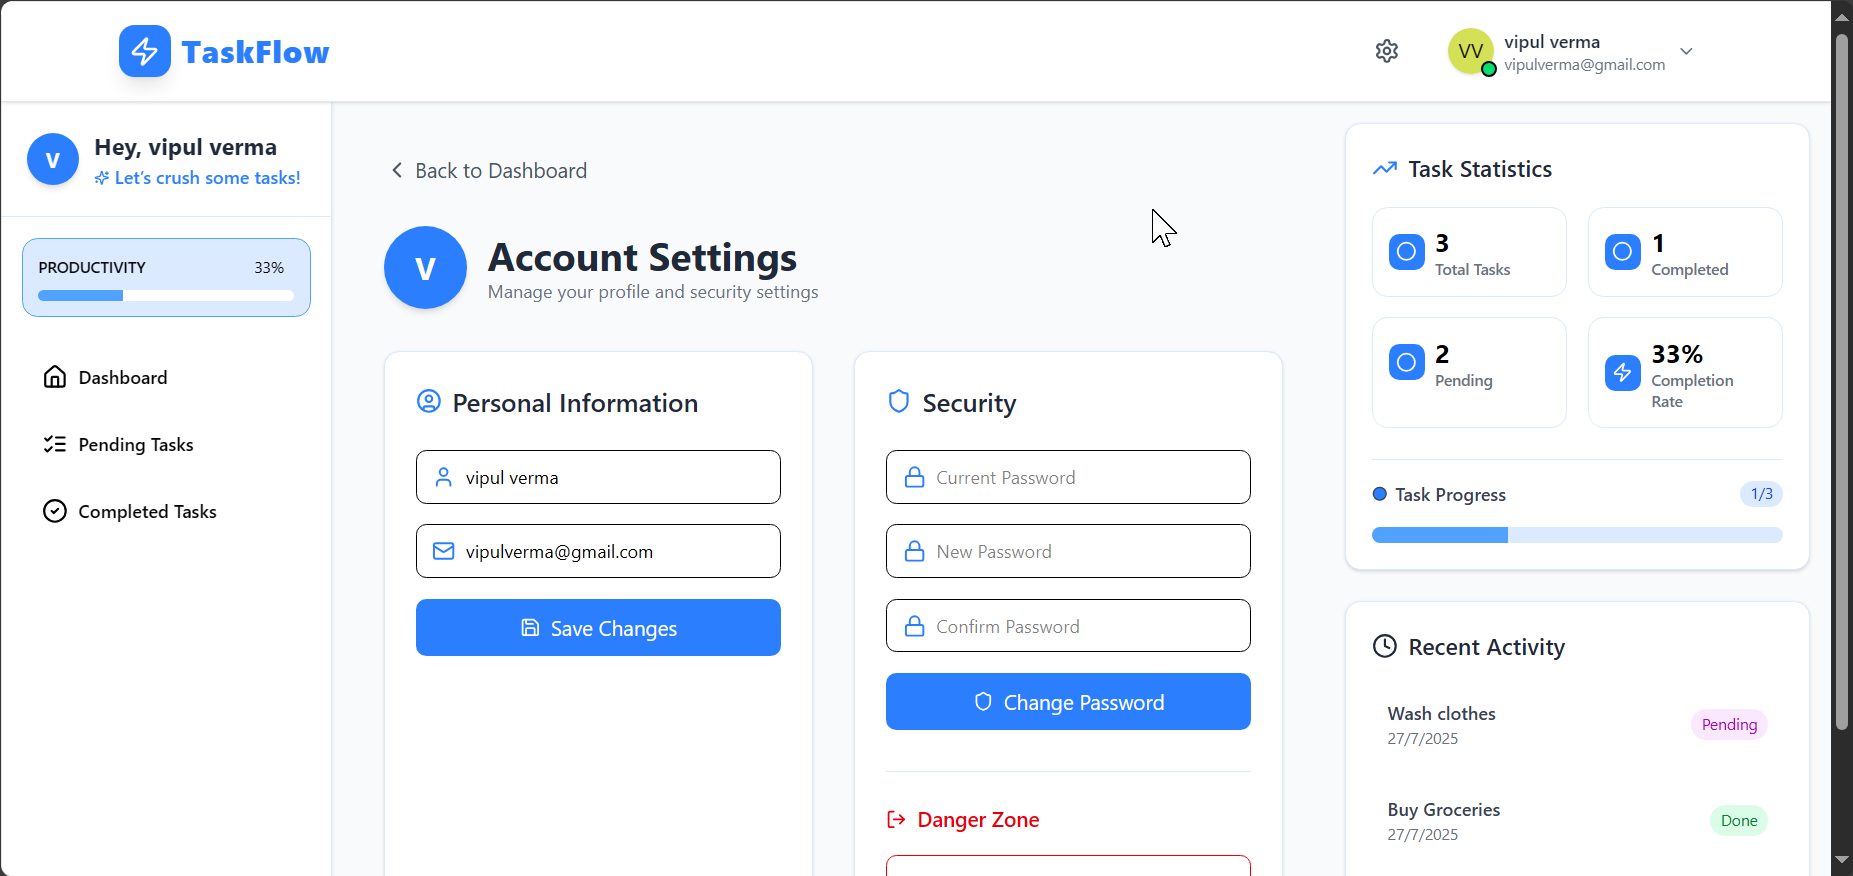 TaskFlow
VV
vipul verma
vipulverma@gmail.com
V
Hey, vipul verma
Let's crush some tasks!
PRODUCTIVITY 33%
Dashboard
Pending Tasks
Completed Tasks
Back to Dashboard
V
Account Settings
Manage your profile and security settings
Personal Information
vipul verma
vipulverma@gmail.com
Save Changes
Security
Current Password
New Password
Confirm Password
Change Password
Danger Zone
Task Statistics
3
Total Tasks
1
Completed
2
Pending
33%
Completion
Rate
Task Progress 1/3
Recent Activity
Wash clothes
27/7/2025
Pending
Buy Groceries
27/7/2025
Done